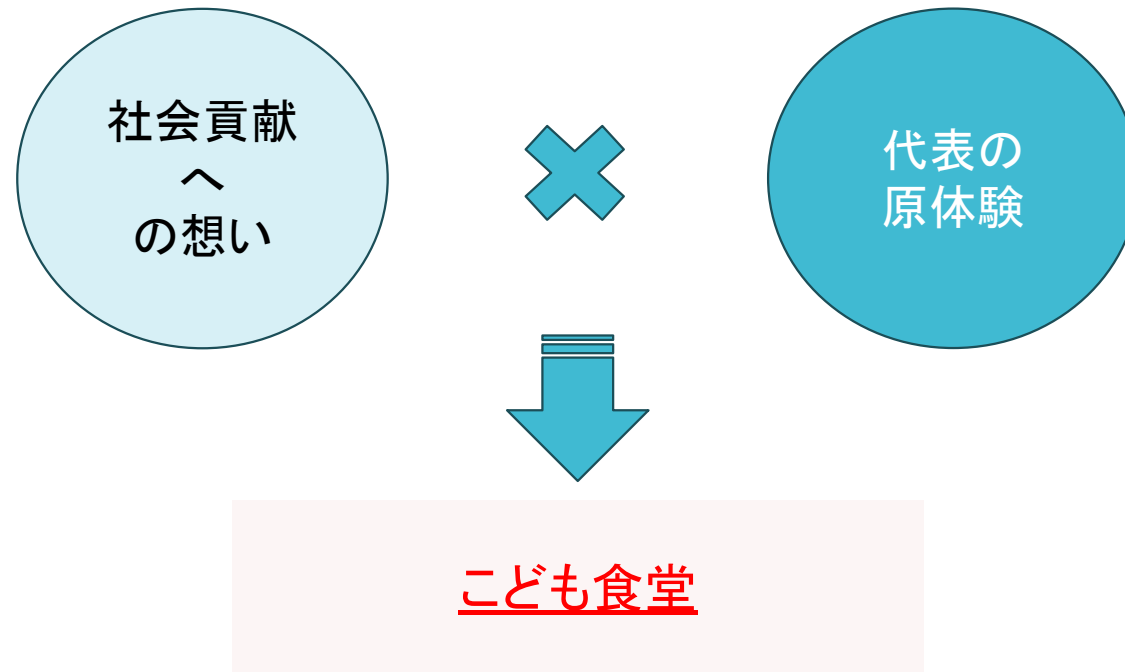 社会貢献
へ
の想い
代表の
原体験
こども食堂